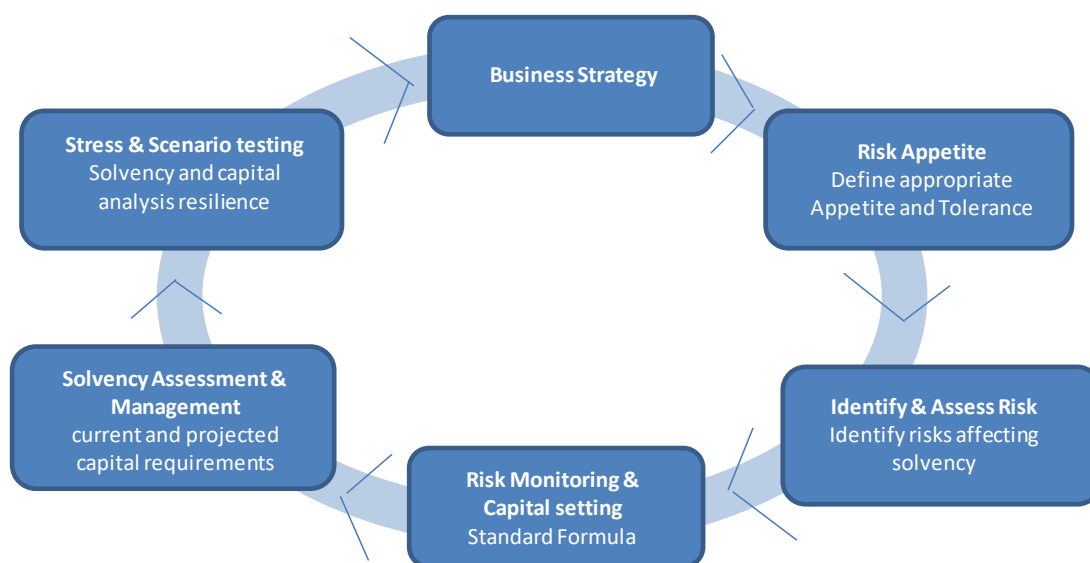 Business Strategy
Risk Appetite
Define appropriate
Appetite and Tolerance
Identify & Assess Risk
Identify risks affecting
solvency
Risk Monitoring &
Capital setting
Standard Formula
Solvency Assessment &
Management
current and projected
capital requirements
Stress & Scenario testing
Solvency and capital
analysis resilience